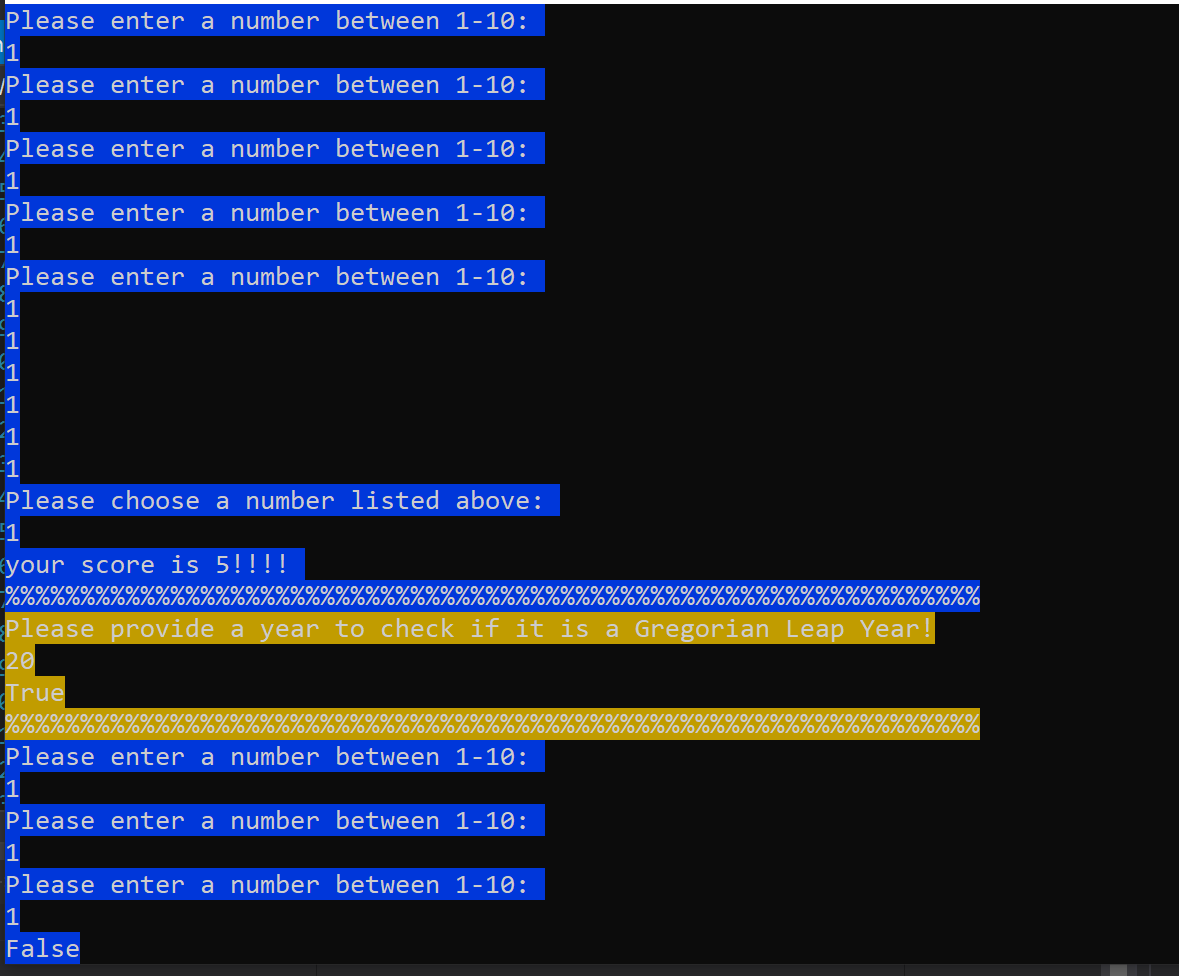 Please enter a number between 1-10:
1
Please enter a number between 1-10:
1
Please enter a number between 1-10:
1
Please enter a number between 1-10:
1
Please enter a number between 1-10:
1
1
1
1
1
1
Please choose a number listed above:
1
your score is 5!!!!
%%%%%%%%%%%%%%%%%%%%%%%%%%%%%%%%%%%%%%%%%%%%%%%%%%%%%%%%%%%%%%%%%
Please provide a year to check if it is a Gregorian Leap Year!
20
True
%%%%%%%%%%%%%%%%%%%%%%%%%%%%%%%%%%%%%%%%%%%%%%%%%%%%%%%%%%%%%%%%%
Please enter a number between 1-10:
1
Please enter a number between 1-10:
1
Please enter a number between 1-10:
1
False